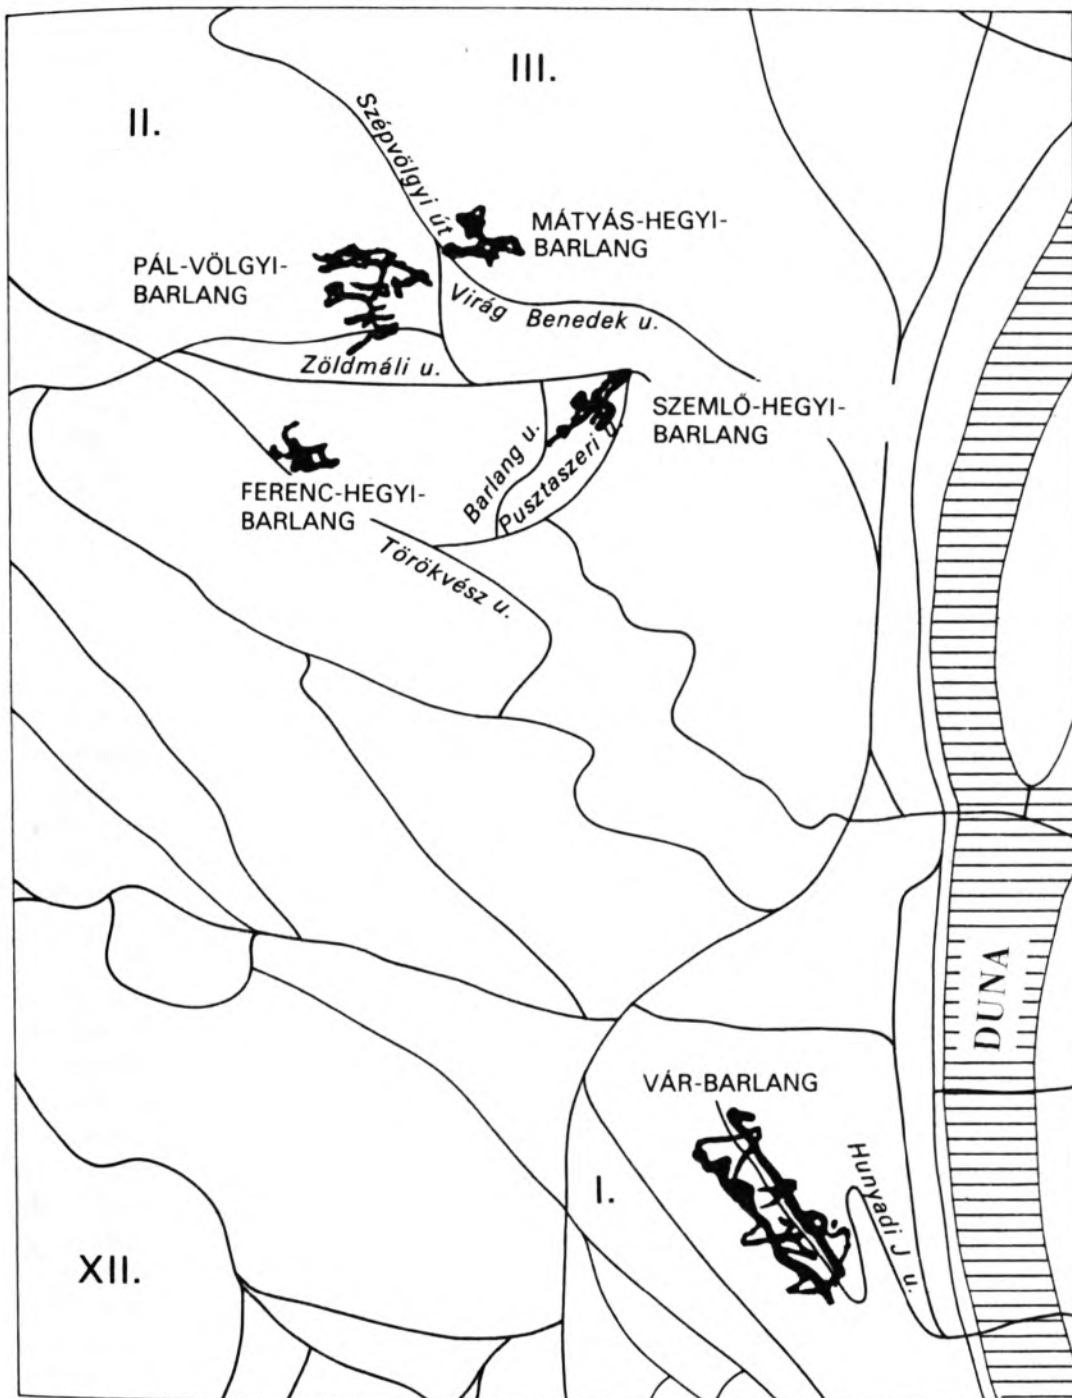 III.
II.
Szépvölgyi út
MÁTYÁS-HEGYI-
BARLANG
PÁL-VÖLGYI-
BARLANG
Virág Benedek u.
Zöldmáli u.
SZEMLŐ-HEGYI-
BARLANG
Barlang u.
Pusztaszeri u.
FERENC-HEGYI-
BARLANG
Törökvész u.
DUNA
VÁR-BARLANG
Hunyadi J u.
I.
XII.